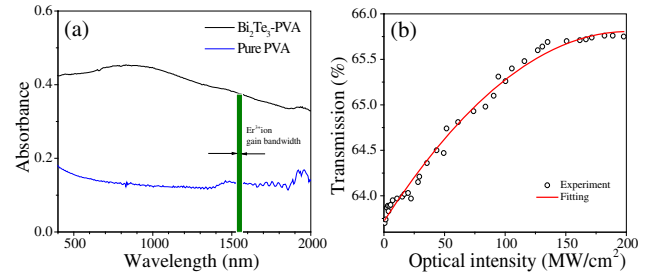 (a)
Bi₂Te₃-PVA
Pure PVA
Er³⁺ion
gain bandwidth
Absorbance
0.6
0.4
0.2
0.0
500 1000 1500 2000
Wavelength (nm)
(b)
Experiment
Fitting
Transmission (%)
66.0
65.5
65.0
64.5
64.0
0 50 100 150 200
Optical intensity (MW/cm²)